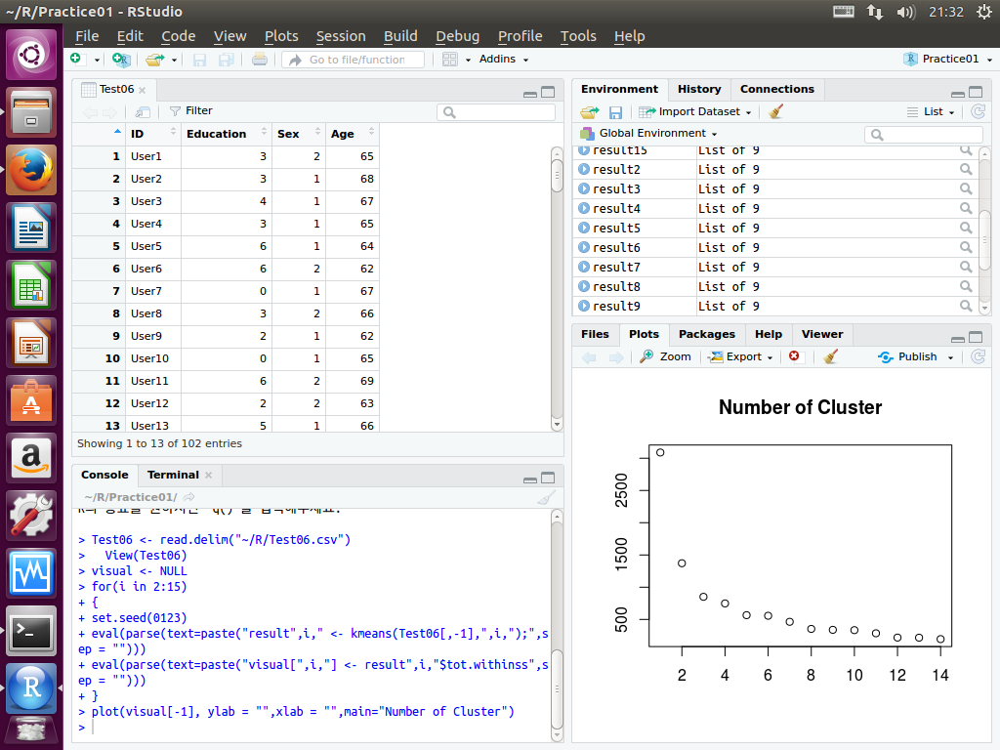 ~/R/Practice01 - RStudio
21:32
File Edit Code View Plots Session Build Debug Profile Tools Help
Go to file/function
Addins
Practice01
Test06
Filter
ID Education Sex Age
1 User1 3 2 65
2 User2 3 1 68
3 User3 4 1 67
4 User4 3 1 65
5 User5 6 1 64
6 User6 6 2 62
7 User7 0 1 67
8 User8 3 2 66
9 User9 2 1 62
10 User10 0 1 65
11 User11 6 2 69
12 User12 2 2 63
13 User13 5 1 66
Showing 1 to 13 of 102 entries
Console Terminal
~/R/Practice01/
> Test06 <- read.delim("~/R/Test06.csv")
>   View(Test06)
> visual <- NULL
> for(i in 2:15)
+ {
+ set.seed(0123)
+ eval(parse(text=paste("result",i," <- kmeans(Test06[,-1],",i,");",s
ep = "")))
+ eval(parse(text=paste("visual[",i,"] <- result",i,"$tot.withinss",s
ep = "")))
+ }
> plot(visual[-1], ylab = "",xlab = "",main="Number of Cluster")
>
Environment History Connections
Import Dataset
List
Global Environment
result15 List of 9
result2 List of 9
result3 List of 9
result4 List of 9
result5 List of 9
result6 List of 9
result7 List of 9
result8 List of 9
result9 List of 9
Files Plots Packages Help Viewer
Zoom Export Publish
Number of Cluster
2500
1500
500
2 4 6 8 10 12 14